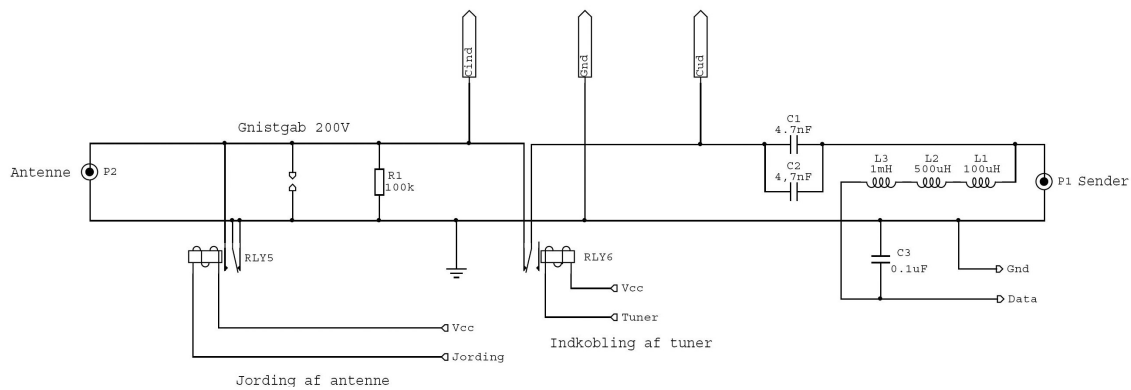 Cind
Gnd
Cud
Gnistgab 200V
C1
4.7nF
C2
4,7nF
L3
1mH
L2
500uH
L1
100uH
Antenne
P2
R1
100k
P1
Sender
RLY5
RLY6
C3
0.1uF
Gnd
Data
Vcc
Tuner
Vcc
Jording
Indkobling af tuner
Jording af antenne